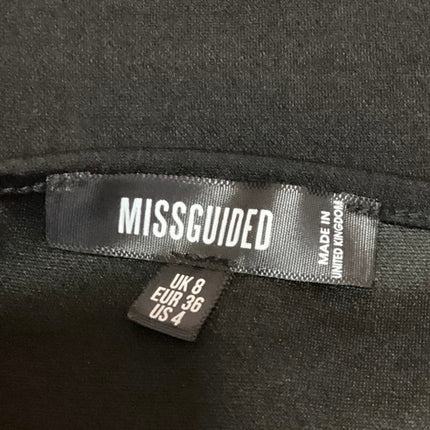 MISSGUIDED
MADE IN
UNITED KINGDOM
UK 8
EUR 36
US 4